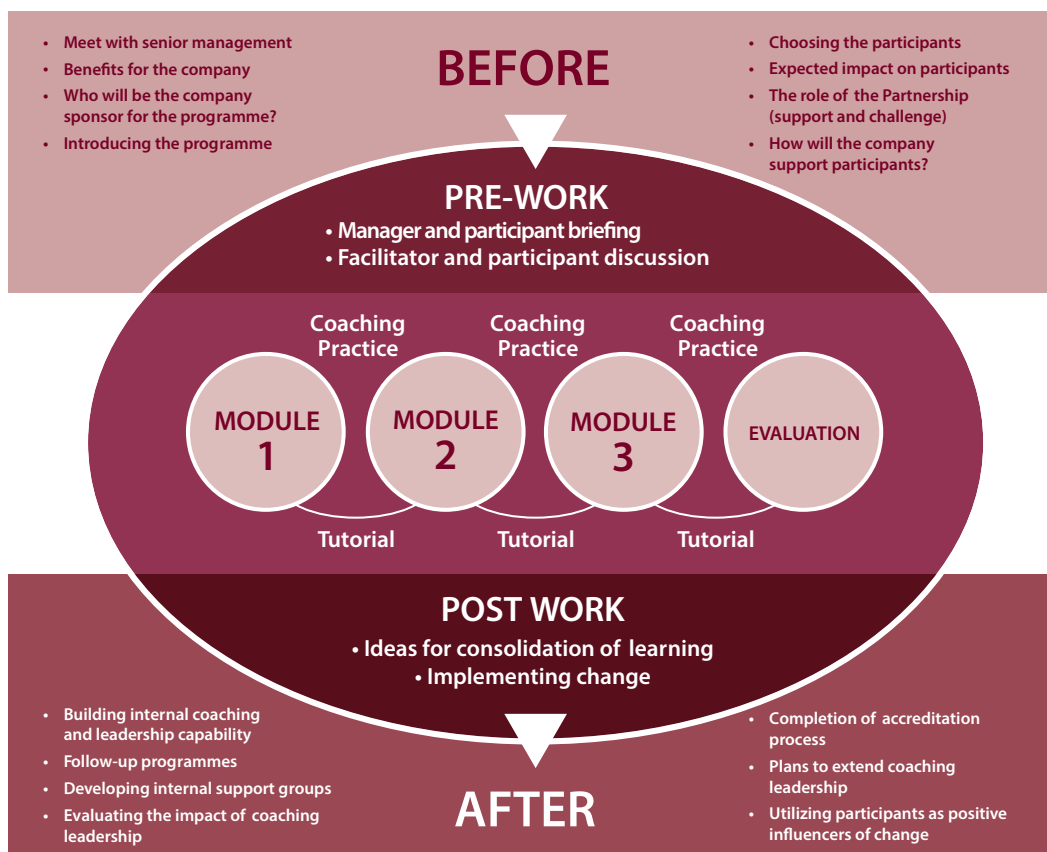 • Meet with senior management
• Benefits for the company
• Who will be the company
sponsor for the programme?
• Introducing the programme
BEFORE
• Choosing the participants
• Expected impact on participants
• The role of the Partnership
(support and challenge)
• How will the company
support participants?
PRE-WORK
• Manager and participant briefing
• Facilitator and participant discussion
Coaching
Practice
Coaching
Practice
Coaching
Practice
MODULE
1
MODULE
2
MODULE
3
EVALUATION
Tutorial
Tutorial
Tutorial
POST WORK
• Ideas for consolidation of learning
• Implementing change
• Building internal coaching
and leadership capability
• Follow-up programmes
• Developing internal support groups
• Evaluating the impact of coaching
leadership
AFTER
• Completion of accreditation
process
• Plans to extend coaching
leadership
• Utilizing participants as positive
influencers of change